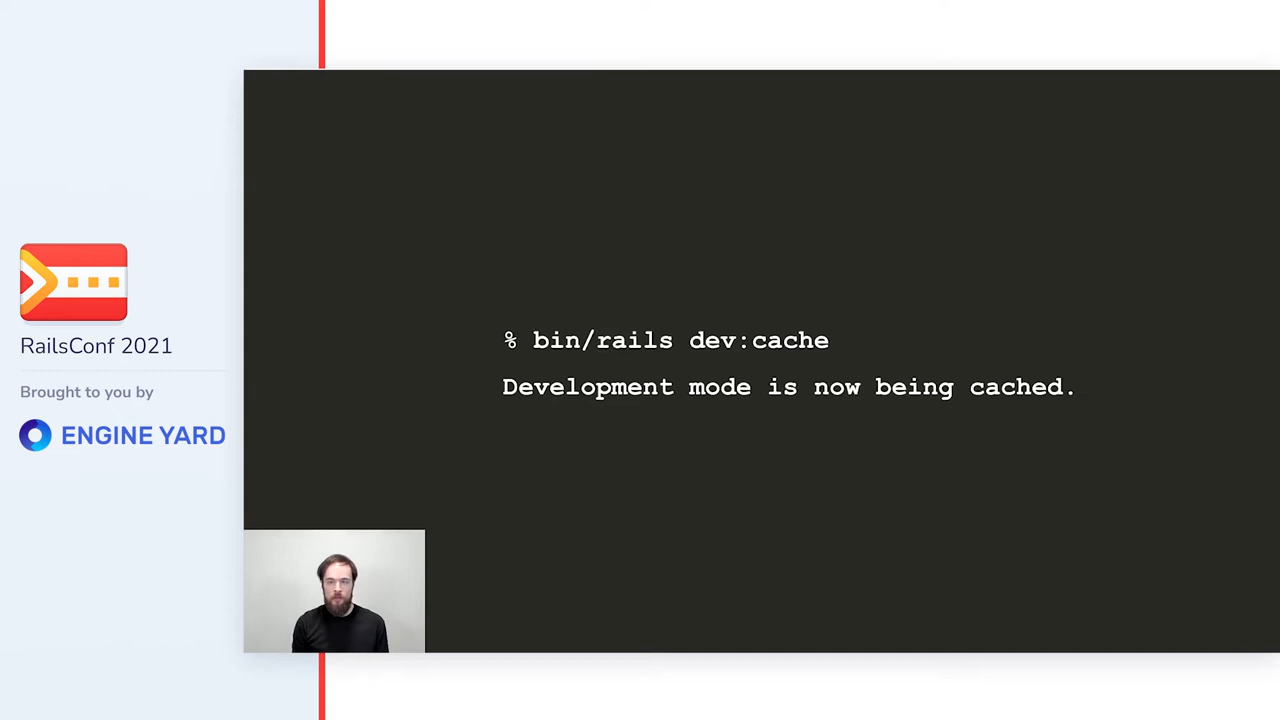 RailsConf 2021
Brought to you by
ENGINE YARD
% bin/rails dev:cache
Development mode is now being cached.